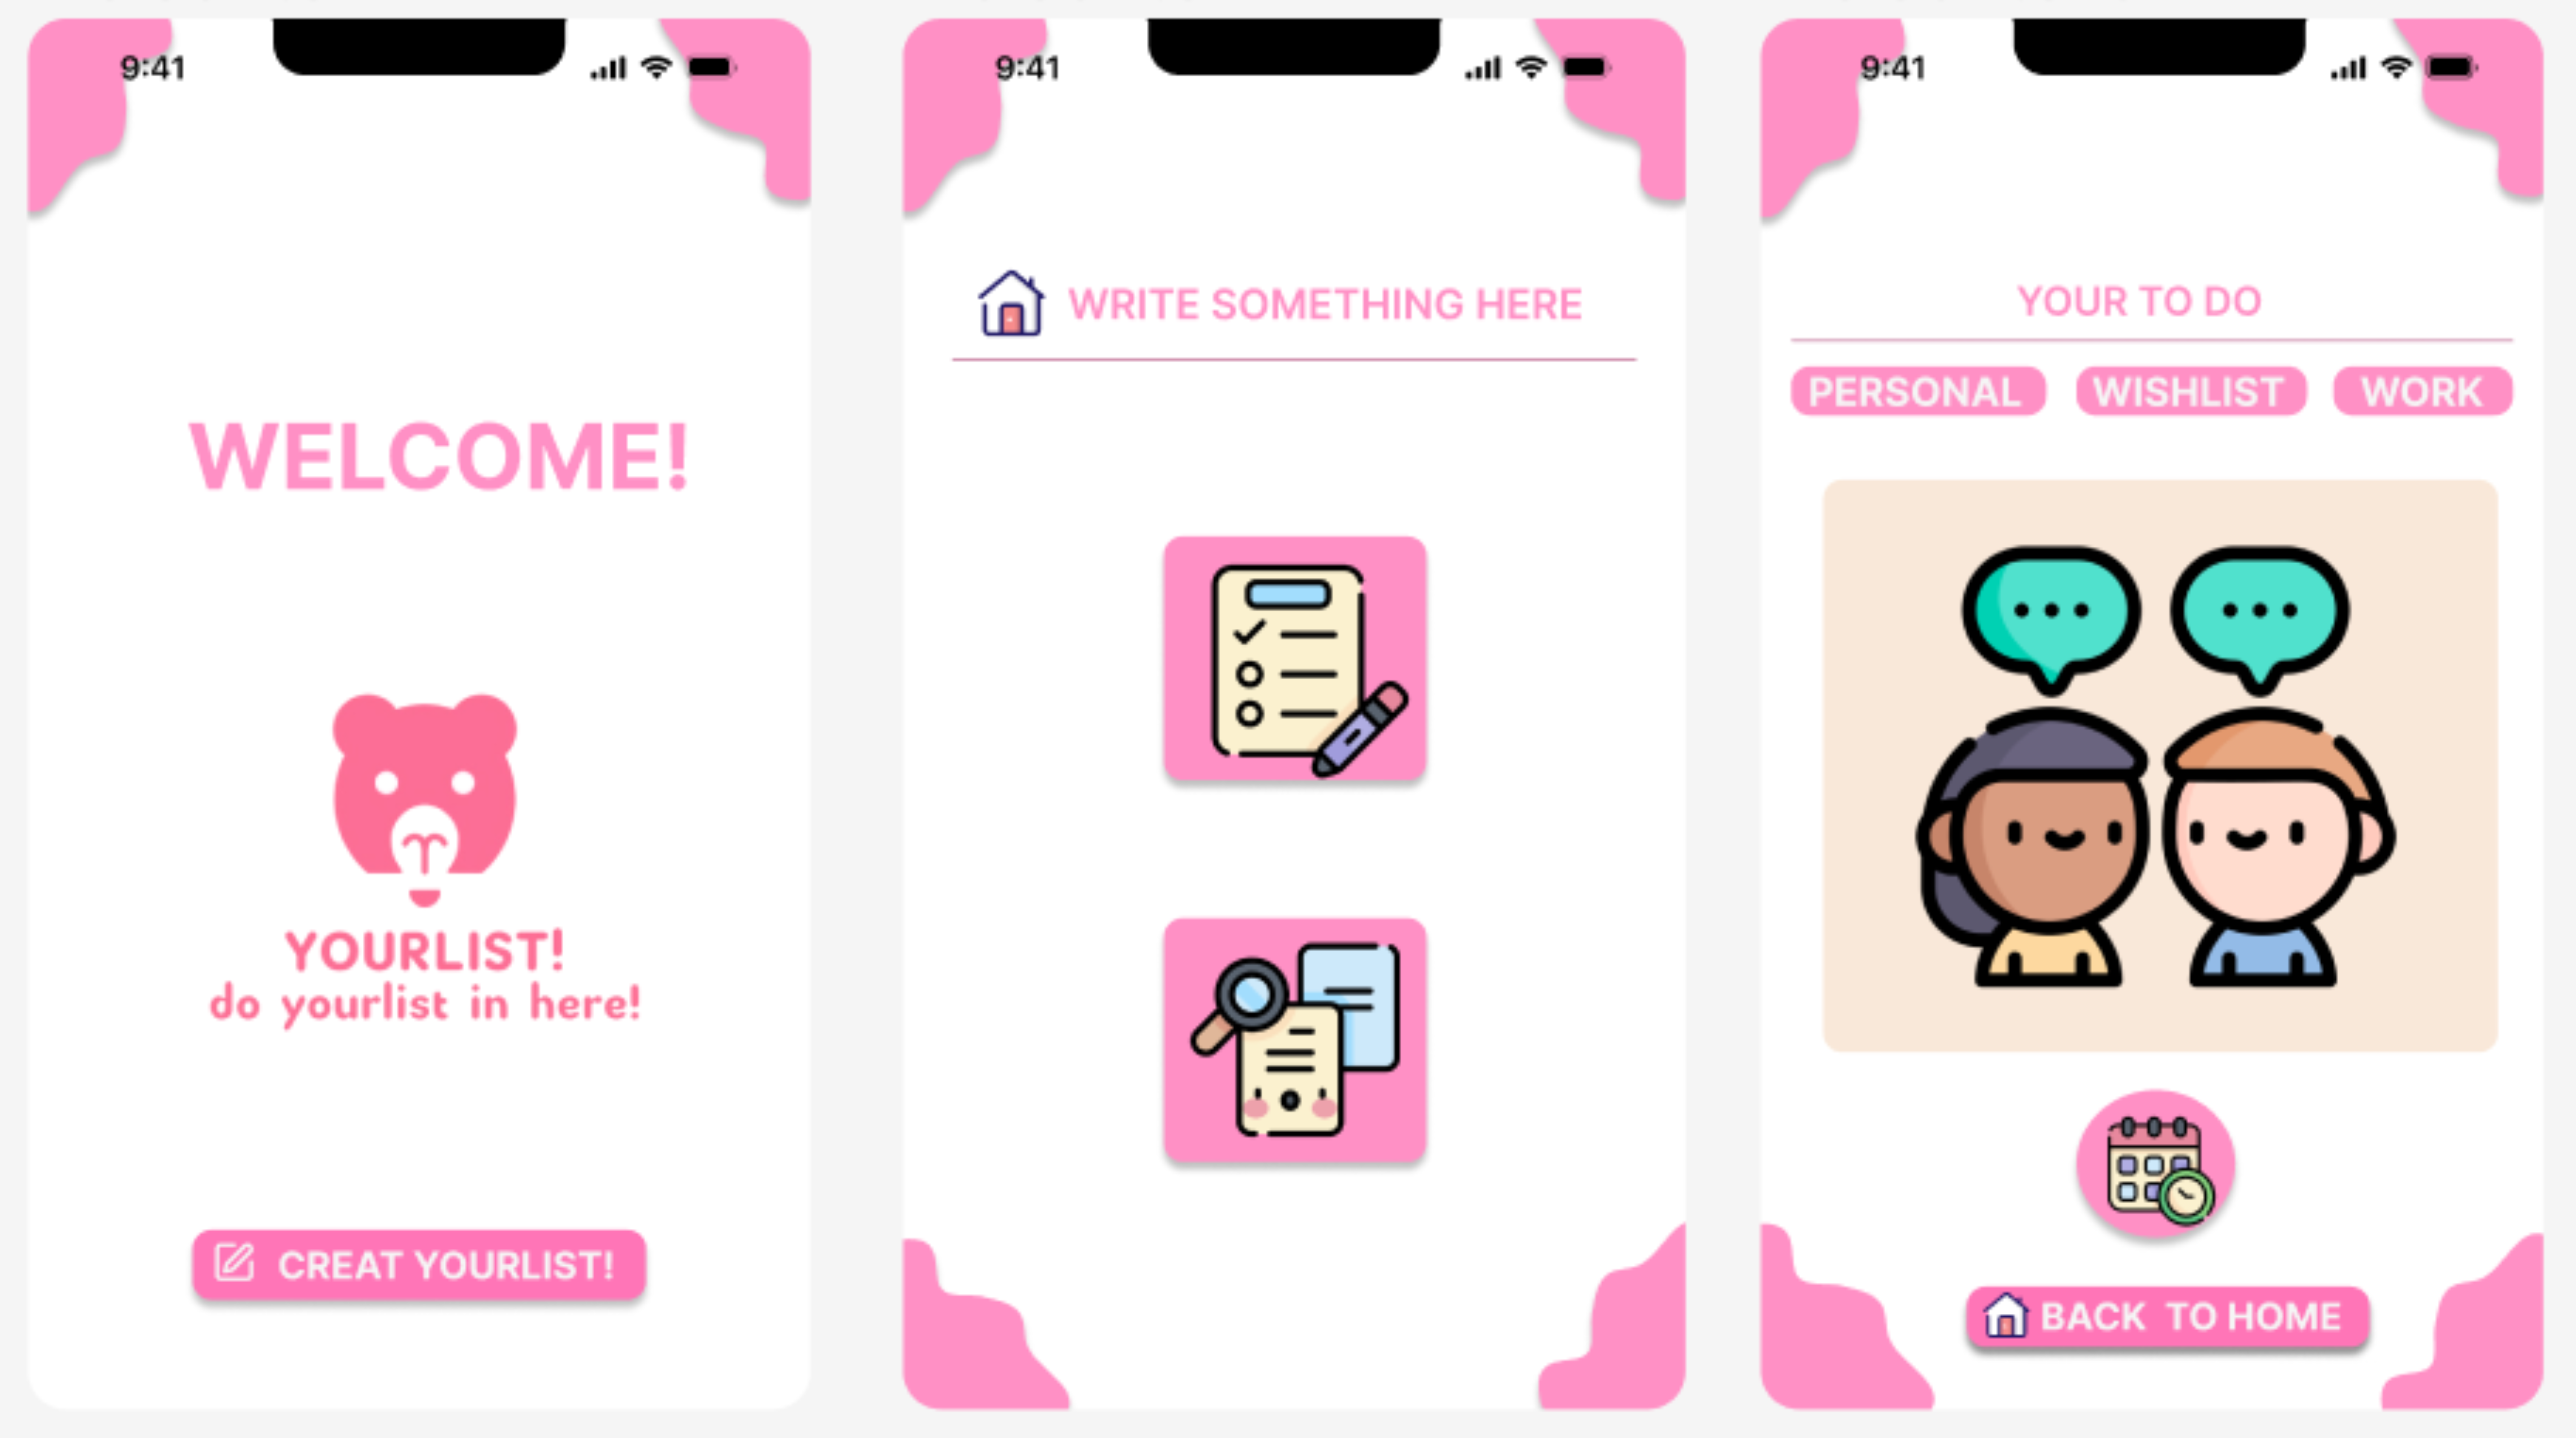 9:41
WELCOME!
YOURLIST!
do yourlist in here!
CREAT YOURLIST!
9:41
WRITE SOMETHING HERE
9:41
YOUR TO DO
PERSONAL WISHLIST WORK
BACK TO HOME